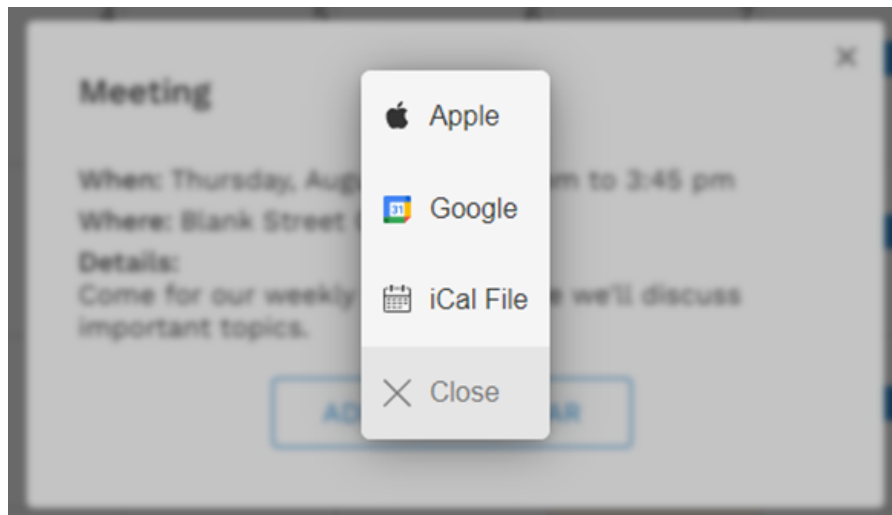 Meeting
When: Thursday, Aug m to 3:45 pm
Where: Blank Street
Details:
Come for our weekly we'll discuss
important topics.
Apple
31
Google
iCal File
Close